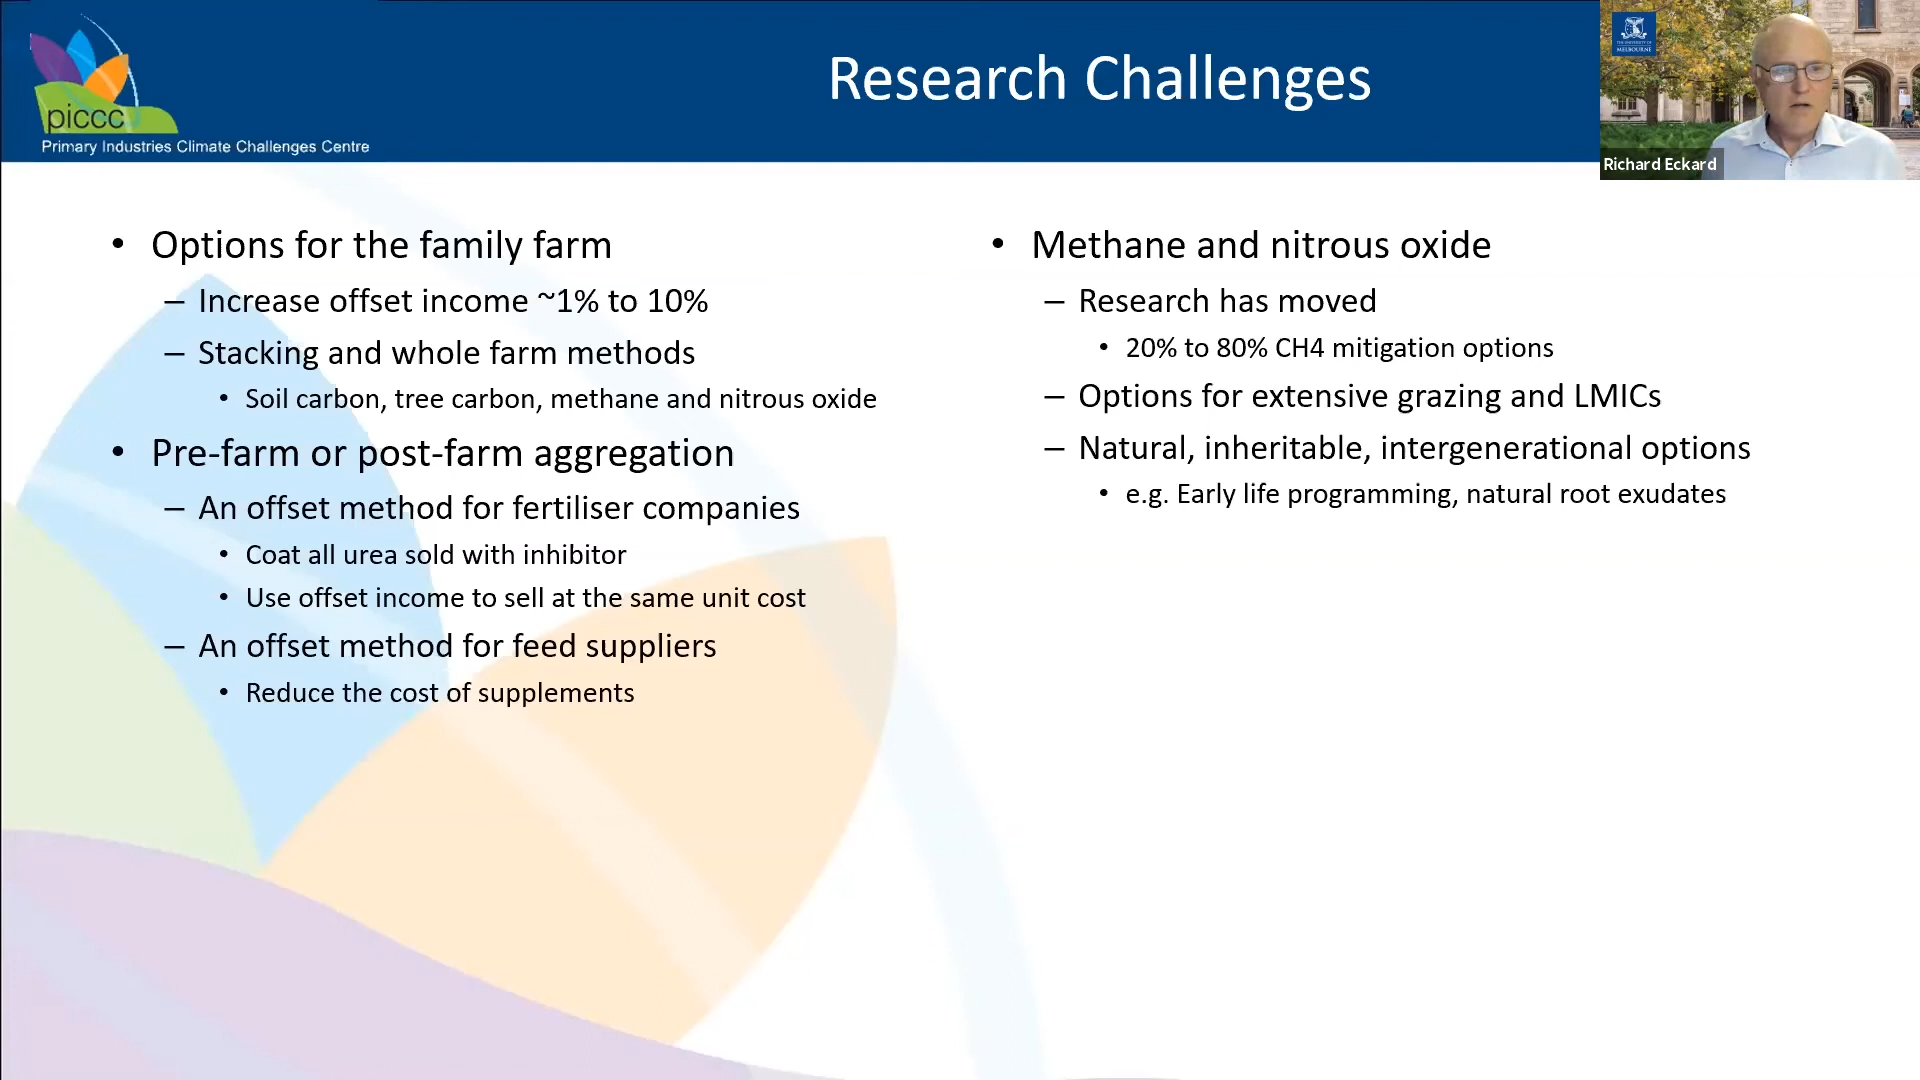 Research Challenges
piccc
Primary Industries Climate Challenges Centre
THE UNIVERSITY OF
MELBOURNE
Richard Eckard
• Options for the family farm
– Increase offset income ~1% to 10%
– Stacking and whole farm methods
• Soil carbon, tree carbon, methane and nitrous oxide
• Pre-farm or post-farm aggregation
– An offset method for fertiliser companies
• Coat all urea sold with inhibitor
• Use offset income to sell at the same unit cost
– An offset method for feed suppliers
• Reduce the cost of supplements
• Methane and nitrous oxide
– Research has moved
• 20% to 80% CH4 mitigation options
– Options for extensive grazing and LMICs
– Natural, inheritable, intergenerational options
• e.g. Early life programming, natural root exudates